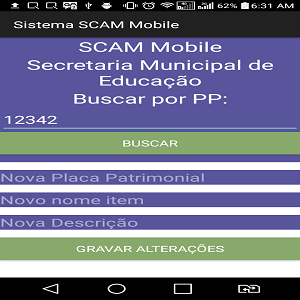 62% 6:31 AM
Sistema SCAM Mobile
SCAM Mobile
Secretaria Municipal de
Educação
Buscar por PP:
12342
BUSCAR
Nova Placa Patrimonial
Novo nome item
Nova Descrição
GRAVAR ALTERAÇÕES